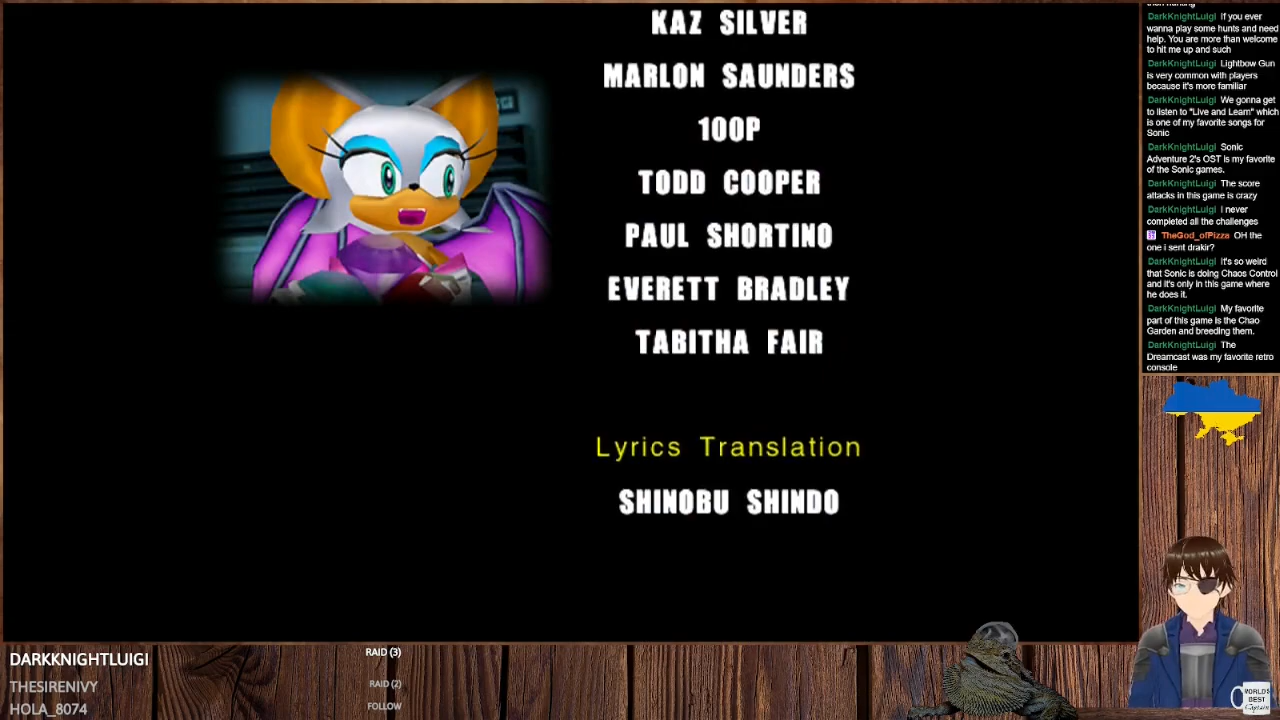 KAZ SILVER
MARLON SAUNDERS
100P
TODD COOPER
PAUL SHORTINO
EVERETT BRADLEY
TABITHA FAIR
Lyrics Translation
SHINOBU SHINDO
DarkKnightLuigi If you ever
wanna play some hunts and need
help. You are more than welcome
to hit me up and such
DarkKnightLuigi Lightbow Gun
is very common with players
because it's more familiar
DarkKnightLuigi We gonna get
to listen to "Live and Learn" which
is one of my favorite songs for
Sonic
DarkKnightLuigi Sonic
Adventure 2's OST is my favorite
of the Sonic games.
DarkKnightLuigi The score
attacks in this game is crazy
DarkKnightLuigi I never
completed all the challenges
TheGod_ofPizza OH the
one i sent drakir?
DarkKnightLuigi It's so weird
that Sonic is doing Chaos Control
and it's only in this game where
he does it.
DarkKnightLuigi My favorite
part of this game is the Chao
Garden and breeding them.
DarkKnightLuigi The
Dreamcast was my favorite retro
console
DARKKNIGHTLUIGI RAID (3)
THESIRENIVY RAID (2)
HOLA_8074 FOLLOW
WORLD'S
BEST
Captain